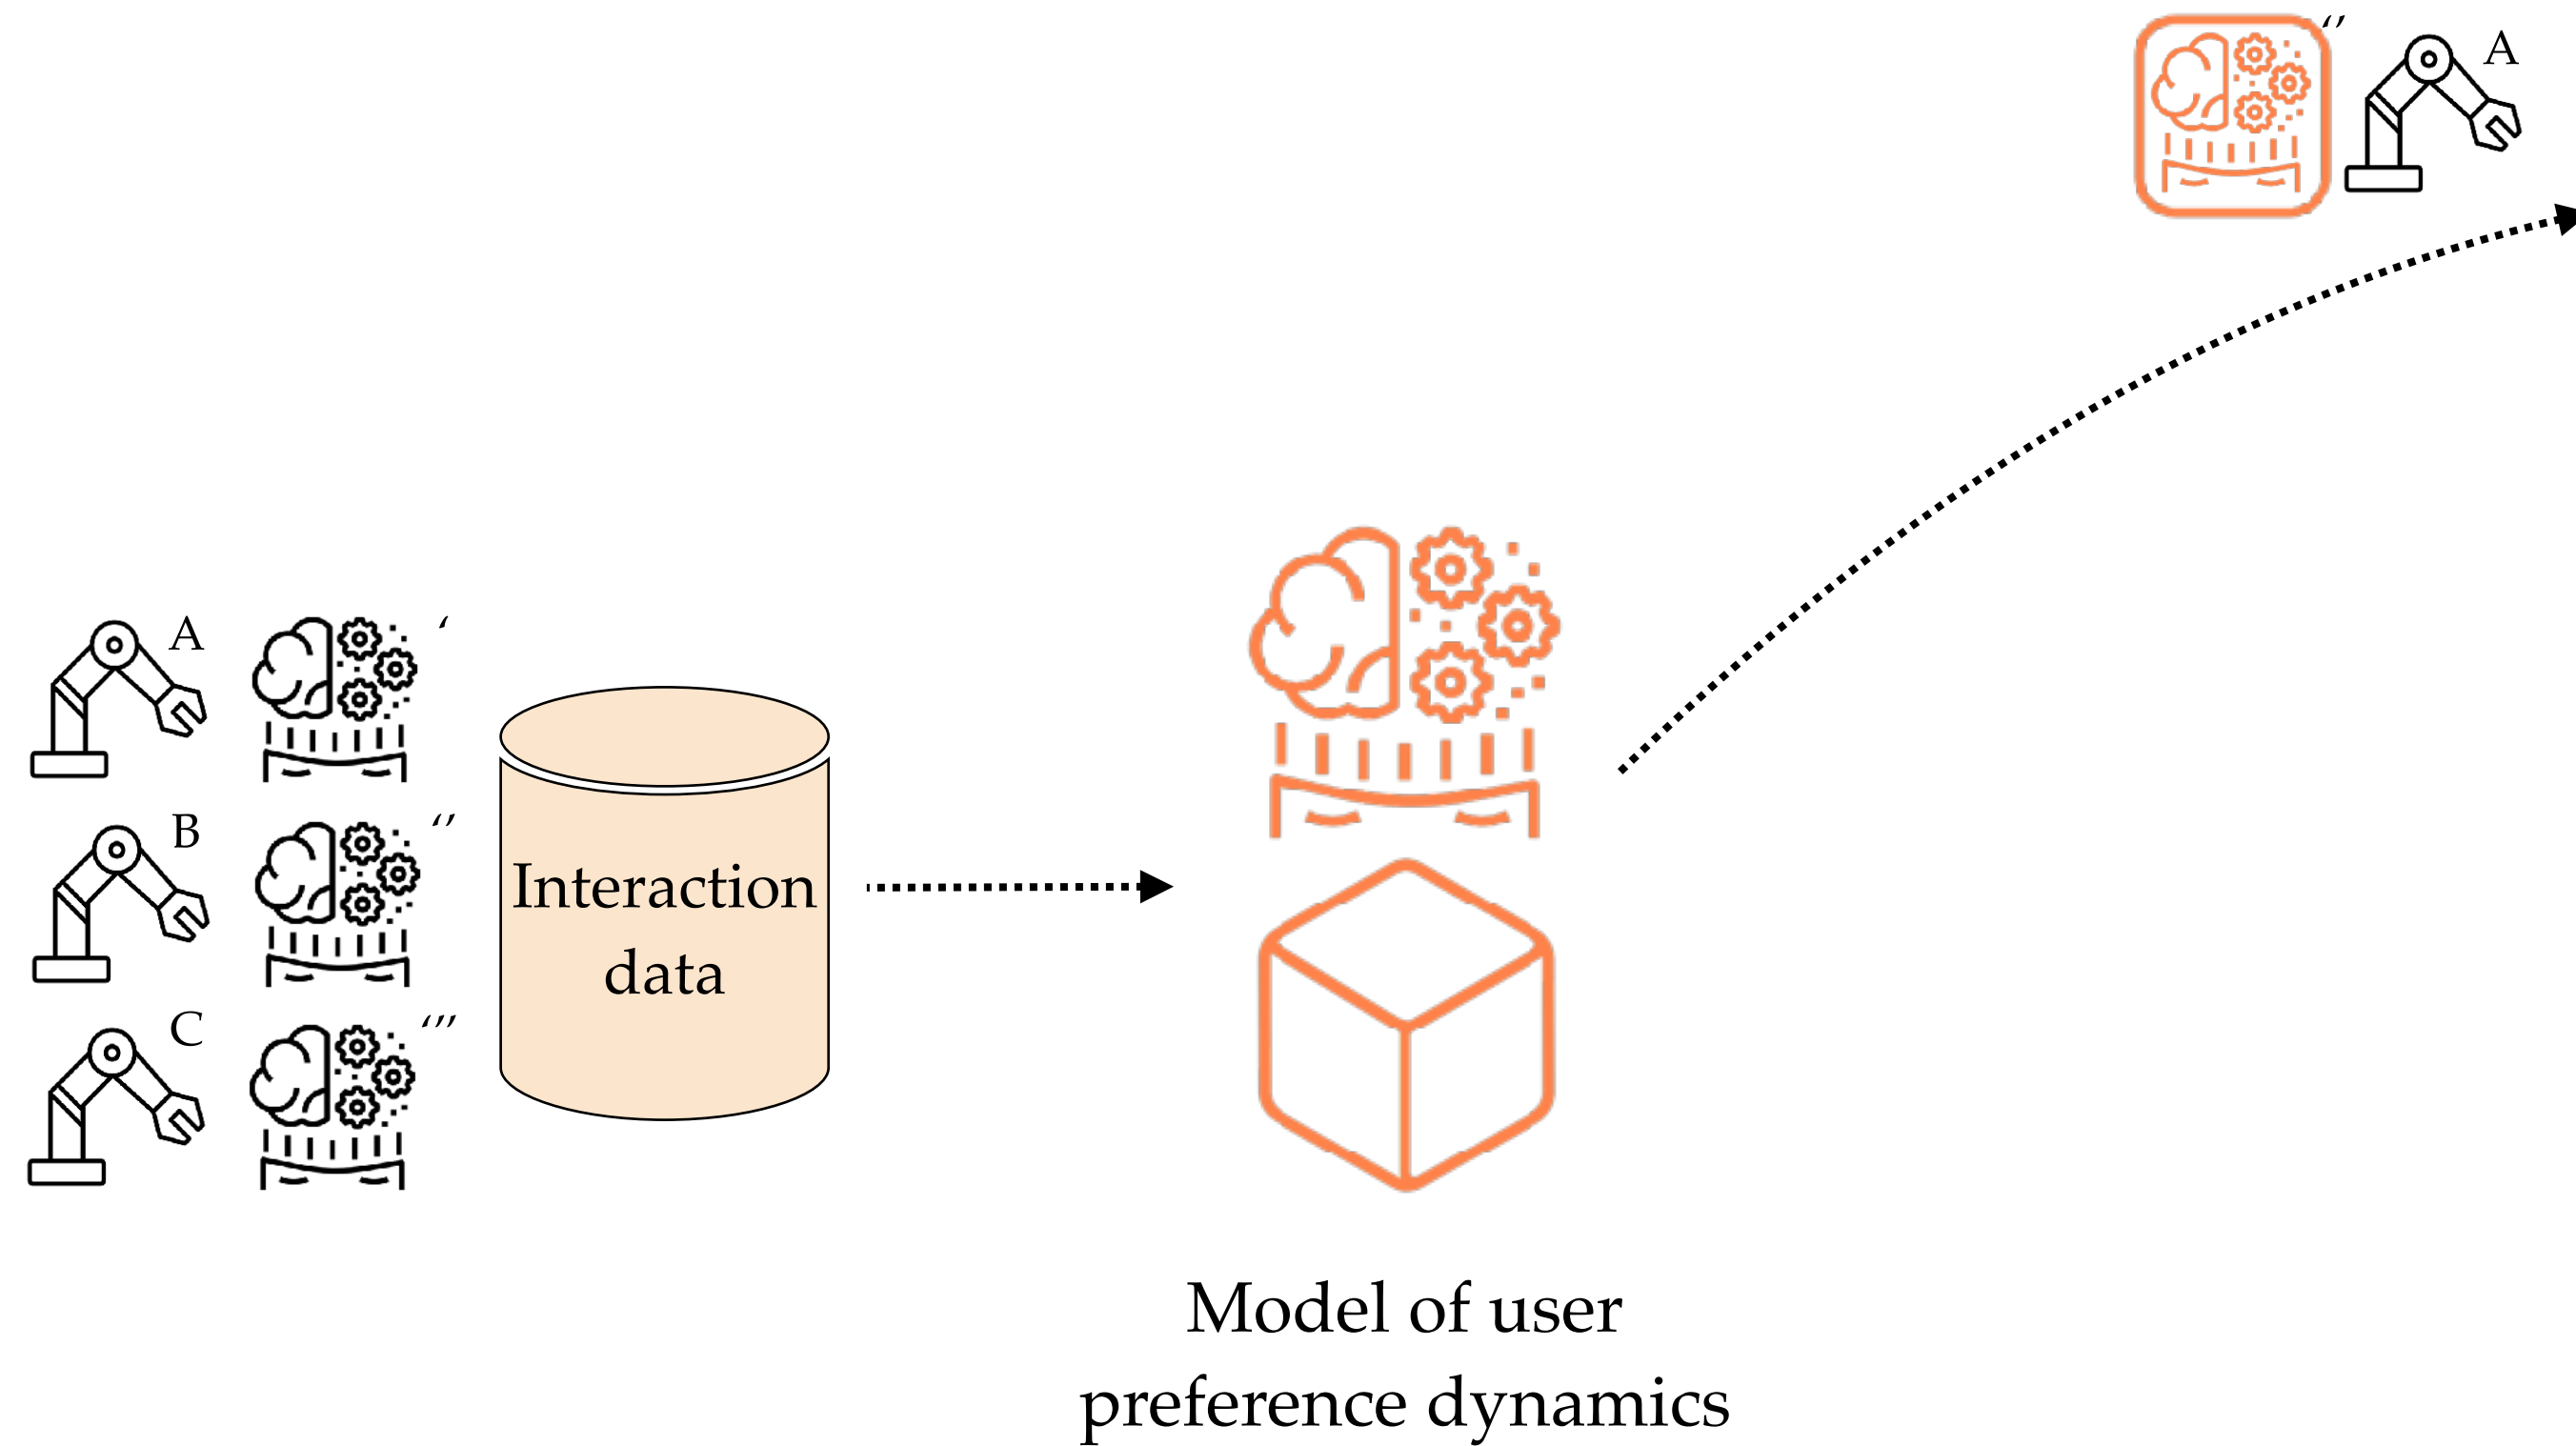 ‘’
A
A
‘
B
‘’
C
‘’’
Interaction
data
Model of user
preference dynamics